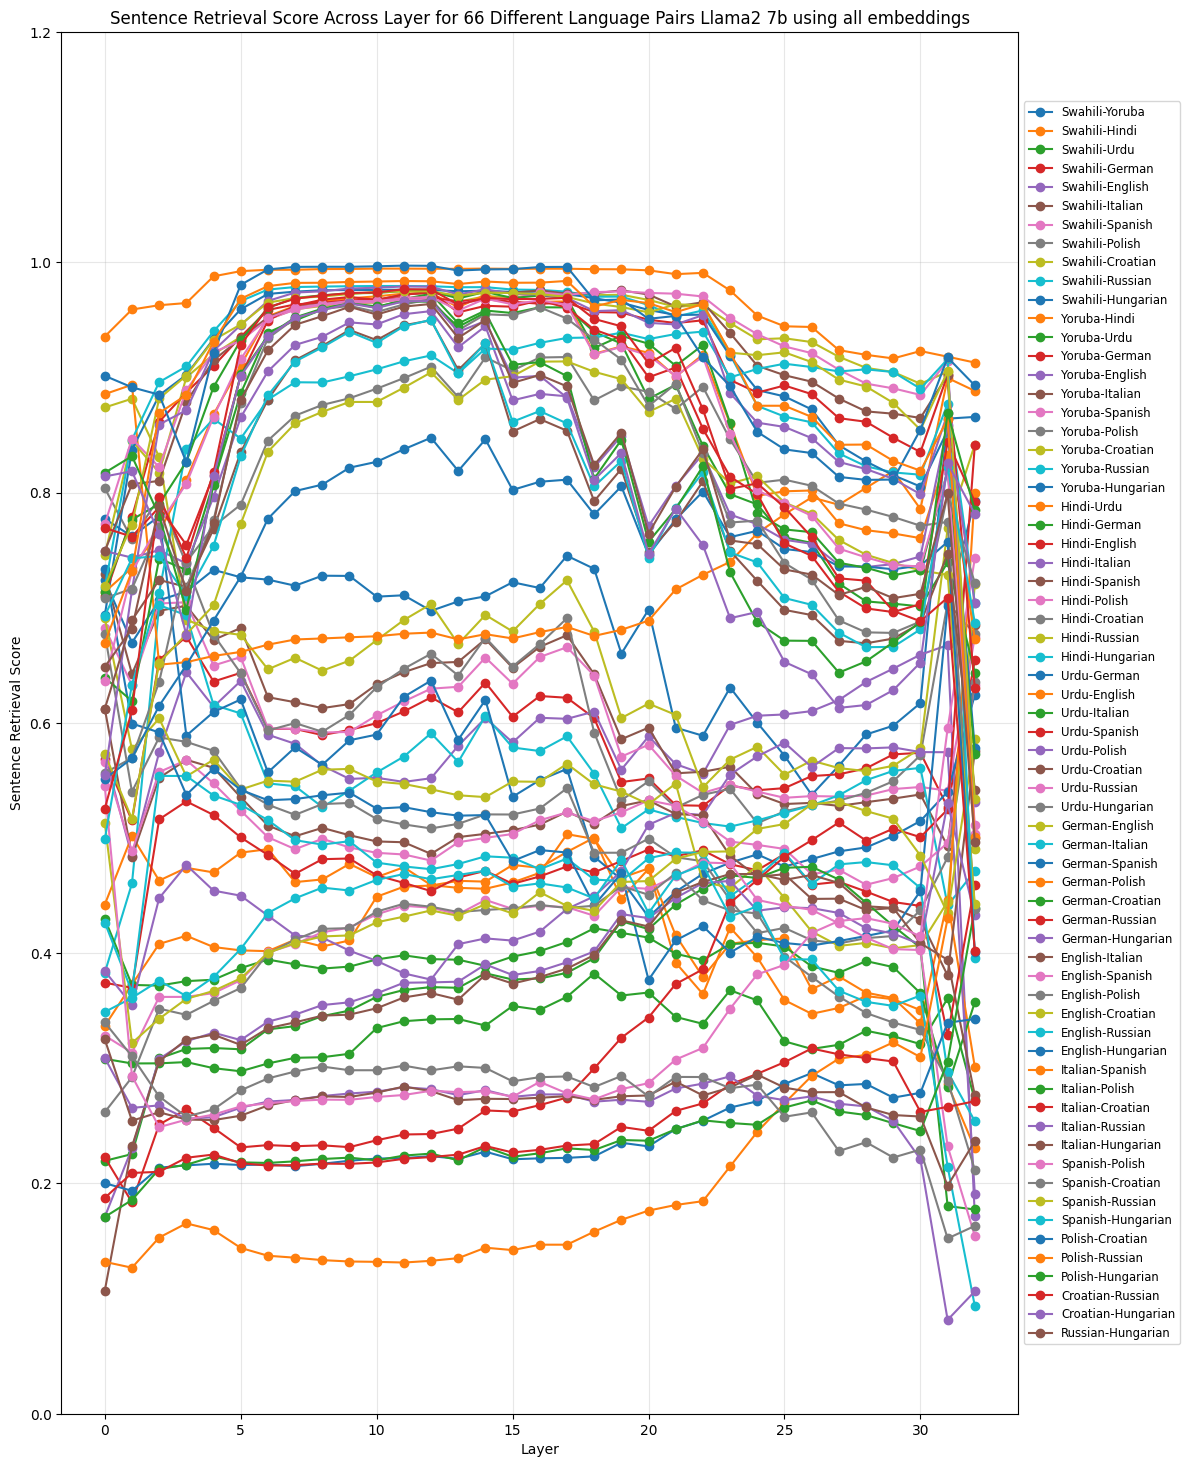 Sentence Retrieval Score Across Layer for 66 Different Language Pairs Llama2 7b using all embeddings
1.2
1.0
0.8
0.6
0.4
0.2
0.0
Sentence Retrieval Score
0 5 10 15 20 25 30
Layer
Swahili-Yoruba
Swahili-Hindi
Swahili-Urdu
Swahili-German
Swahili-English
Swahili-Italian
Swahili-Spanish
Swahili-Polish
Swahili-Croatian
Swahili-Russian
Swahili-Hungarian
Yoruba-Hindi
Yoruba-Urdu
Yoruba-German
Yoruba-English
Yoruba-Italian
Yoruba-Spanish
Yoruba-Polish
Yoruba-Croatian
Yoruba-Russian
Yoruba-Hungarian
Hindi-Urdu
Hindi-German
Hindi-English
Hindi-Italian
Hindi-Spanish
Hindi-Polish
Hindi-Croatian
Hindi-Russian
Hindi-Hungarian
Urdu-German
Urdu-English
Urdu-Italian
Urdu-Spanish
Urdu-Polish
Urdu-Croatian
Urdu-Russian
Urdu-Hungarian
German-English
German-Italian
German-Spanish
German-Polish
German-Croatian
German-Russian
German-Hungarian
English-Italian
English-Spanish
English-Polish
English-Croatian
English-Russian
English-Hungarian
Italian-Spanish
Italian-Polish
Italian-Croatian
Italian-Russian
Italian-Hungarian
Spanish-Polish
Spanish-Croatian
Spanish-Russian
Spanish-Hungarian
Polish-Croatian
Polish-Russian
Polish-Hungarian
Croatian-Russian
Croatian-Hungarian
Russian-Hungarian